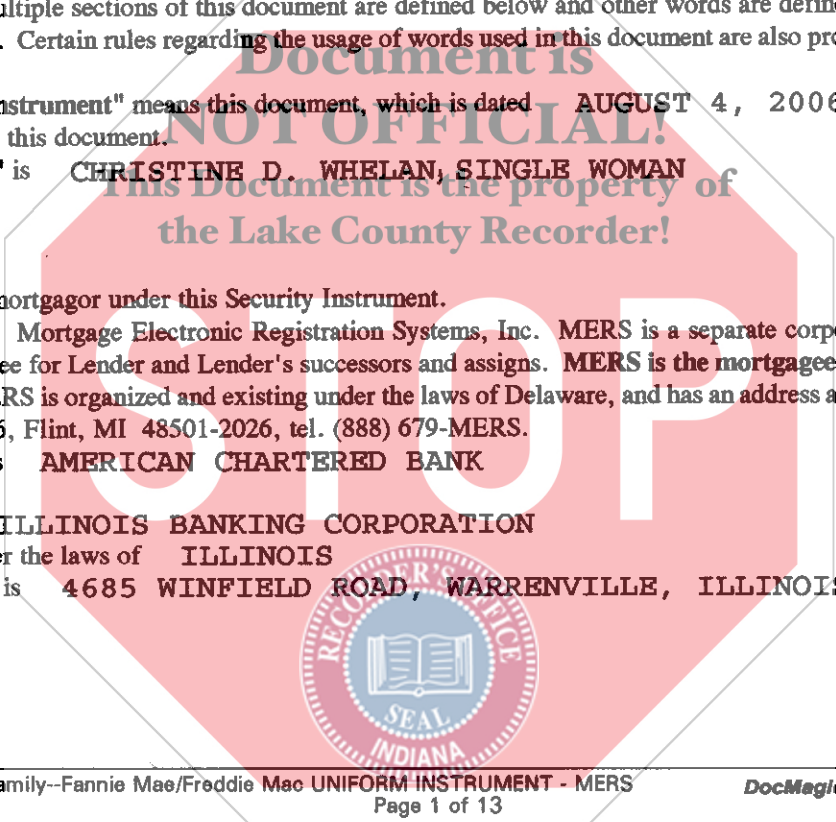 ultiple sections of this document are defined below and other words are define
. Certain rules regarding the usage of words used in this document are also pro
Document is
nstrument" means this document, which is dated AUGUST 4, 2006
NOT OFFICIAL!
this document.
" is CHRISTINE D. WHELAN, SINGLE WOMAN
This Document is the property of
the Lake County Recorder!
mortgagor under this Security Instrument.
Mortgage Electronic Registration Systems, Inc. MERS is a separate corpo
ee for Lender and Lender's successors and assigns. MERS is the mortgagee
RS is organized and existing under the laws of Delaware, and has an address a
6, Flint, MI 48501-2026, tel. (888) 679-MERS.
STOP
s AMERICAN CHARTERED BANK
ILLINOIS BANKING CORPORATION
er the laws of ILLINOIS
is 4685 WINFIELD ROAD, WARRENVILLE, ILLINOIS
RECORDER'S OFFICE
SEAL
INDIANA
amily--Fannie Mae/Freddie Mac UNIFORM INSTRUMENT - MERS DocMagic
Page 1 of 13